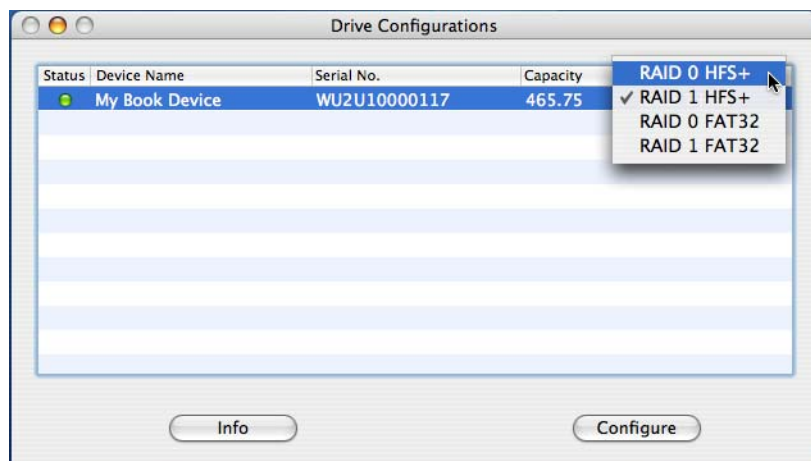 Drive Configurations
Status Device Name Serial No. Capacity
My Book Device WU2U10000117 465.75
RAID 0 HFS+
✓ RAID 1 HFS+
RAID 0 FAT32
RAID 1 FAT32
Info Configure